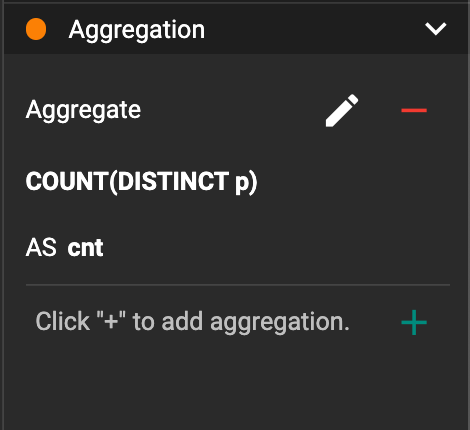 Aggregation
Aggregate
COUNT(DISTINCT p)
AS cnt
Click "+" to add aggregation.